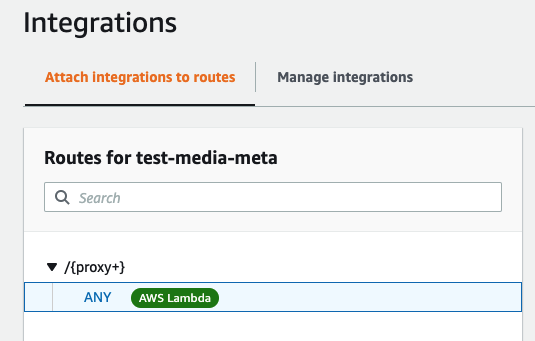 Integrations
Attach integrations to routes
Manage integrations
Routes for test-media-meta
Search
/{proxy+}
ANY
AWS Lambda